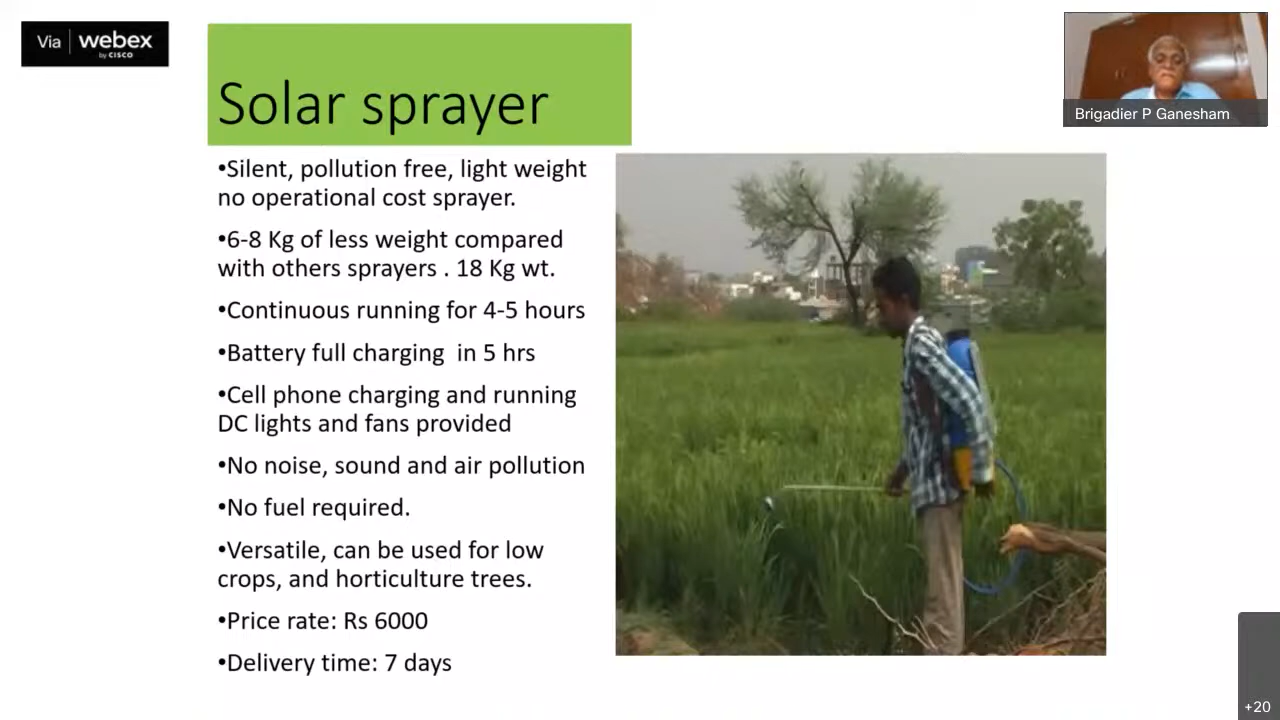 Via | webex
by CISCO
Solar sprayer
Brigadier P Ganesham
•Silent, pollution free, light weight
no operational cost sprayer.
•6-8 Kg of less weight compared
with others sprayers . 18 Kg wt.
•Continuous running for 4-5 hours
•Battery full charging  in 5 hrs
•Cell phone charging and running
DC lights and fans provided
•No noise, sound and air pollution
•No fuel required.
•Versatile, can be used for low
crops, and horticulture trees.
•Price rate: Rs 6000
•Delivery time: 7 days
+20